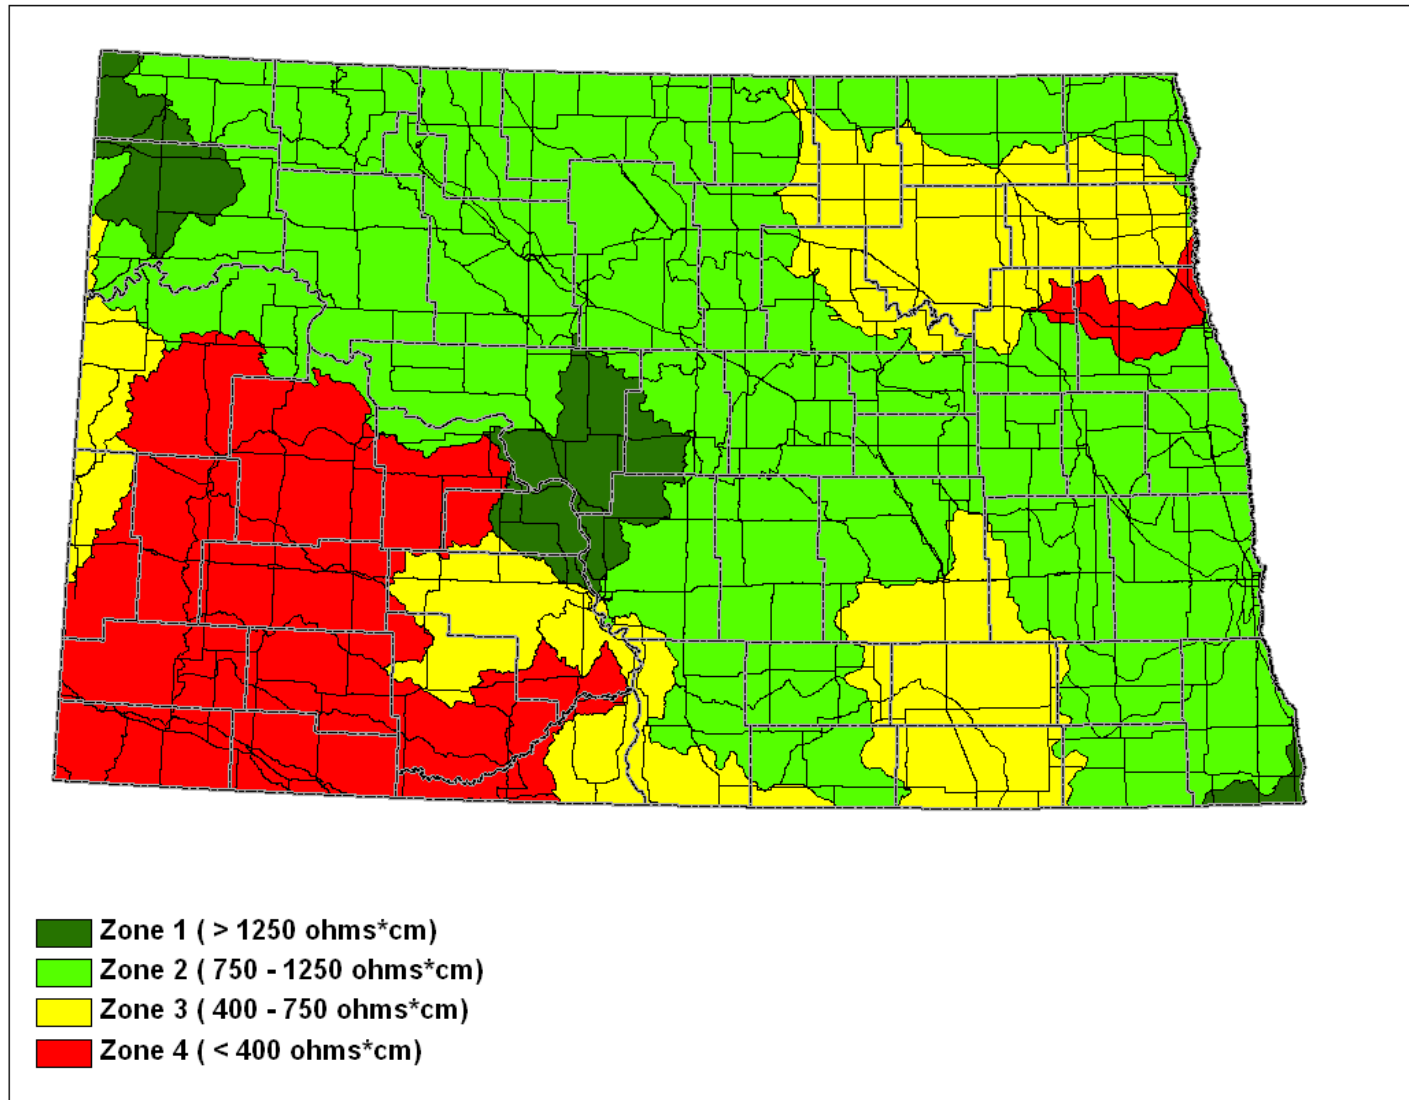 Zone 1 ( > 1250 ohms*cm)
Zone 2 ( 750 - 1250 ohms*cm)
Zone 3 ( 400 - 750 ohms*cm)
Zone 4 ( < 400 ohms*cm)